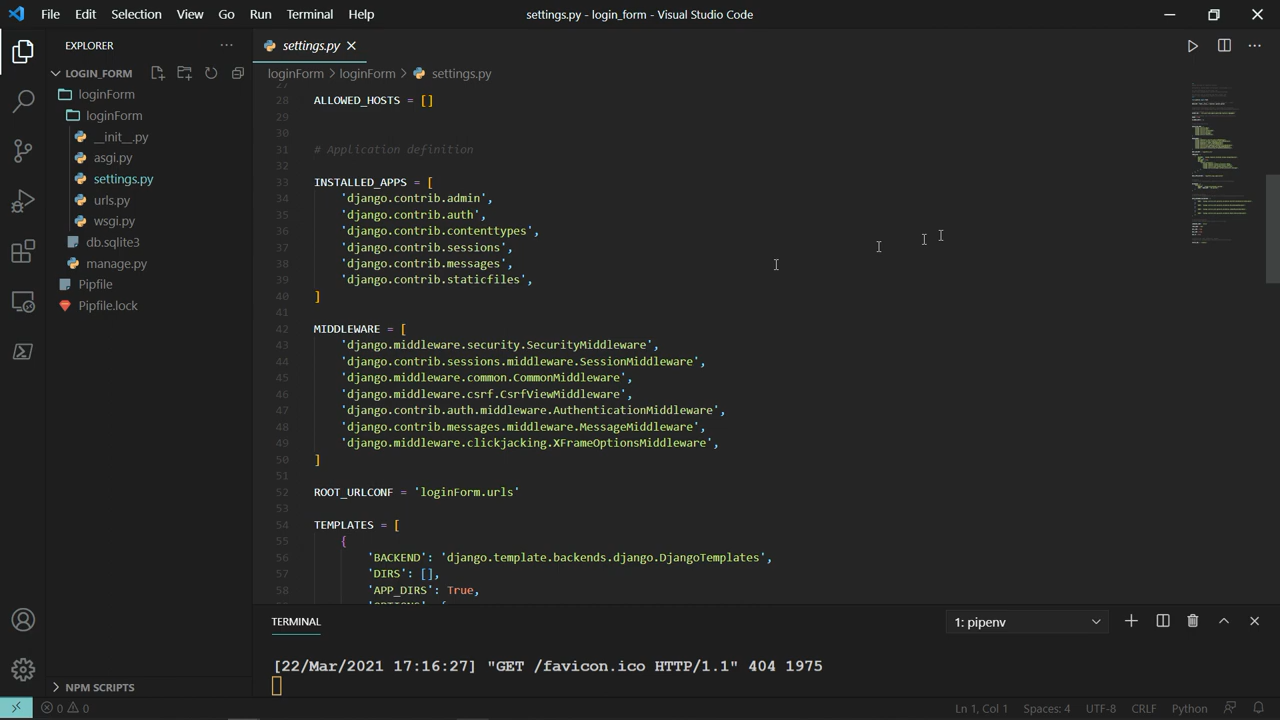 File Edit Selection View Go Run Terminal Help settings.py - login_form - Visual Studio Code
EXPLORER
LOGIN_FORM
loginForm
loginForm
__init__.py
asgi.py
settings.py
urls.py
wsgi.py
db.sqlite3
manage.py
Pipfile
Pipfile.lock
NPM SCRIPTS
settings.py
loginForm > loginForm > settings.py
27
28 ALLOWED_HOSTS = []
29
30
31 # Application definition
32
33 INSTALLED_APPS = [
34 'django.contrib.admin',
35 'django.contrib.auth',
36 'django.contrib.contenttypes',
37 'django.contrib.sessions',
38 'django.contrib.messages',
39 'django.contrib.staticfiles',
40 ]
41
42 MIDDLEWARE = [
43 'django.middleware.security.SecurityMiddleware',
44 'django.contrib.sessions.middleware.SessionMiddleware',
45 'django.middleware.common.CommonMiddleware',
46 'django.middleware.csrf.CsrfViewMiddleware',
47 'django.contrib.auth.middleware.AuthenticationMiddleware',
48 'django.contrib.messages.middleware.MessageMiddleware',
49 'django.middleware.clickjacking.XFrameOptionsMiddleware',
50 ]
51
52 ROOT_URLCONF = 'loginForm.urls'
53
54 TEMPLATES = [
55 {
56 'BACKEND': 'django.template.backends.django.DjangoTemplates',
57 'DIRS': [],
58 'APP_DIRS': True,
TERMINAL 1: pipenv
[22/Mar/2021 17:16:27] "GET /favicon.ico HTTP/1.1" 404 1975
0 0 Ln 1, Col 1 Spaces: 4 UTF-8 CRLF Python